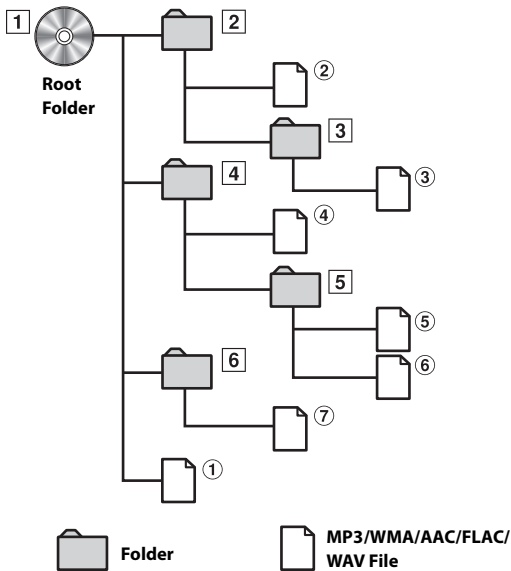 1
2
Root
Folder
②
3
③
4
④
5
⑤
⑥
6
⑦
①
Folder
MP3/WMA/AAC/FLAC/
WAV File